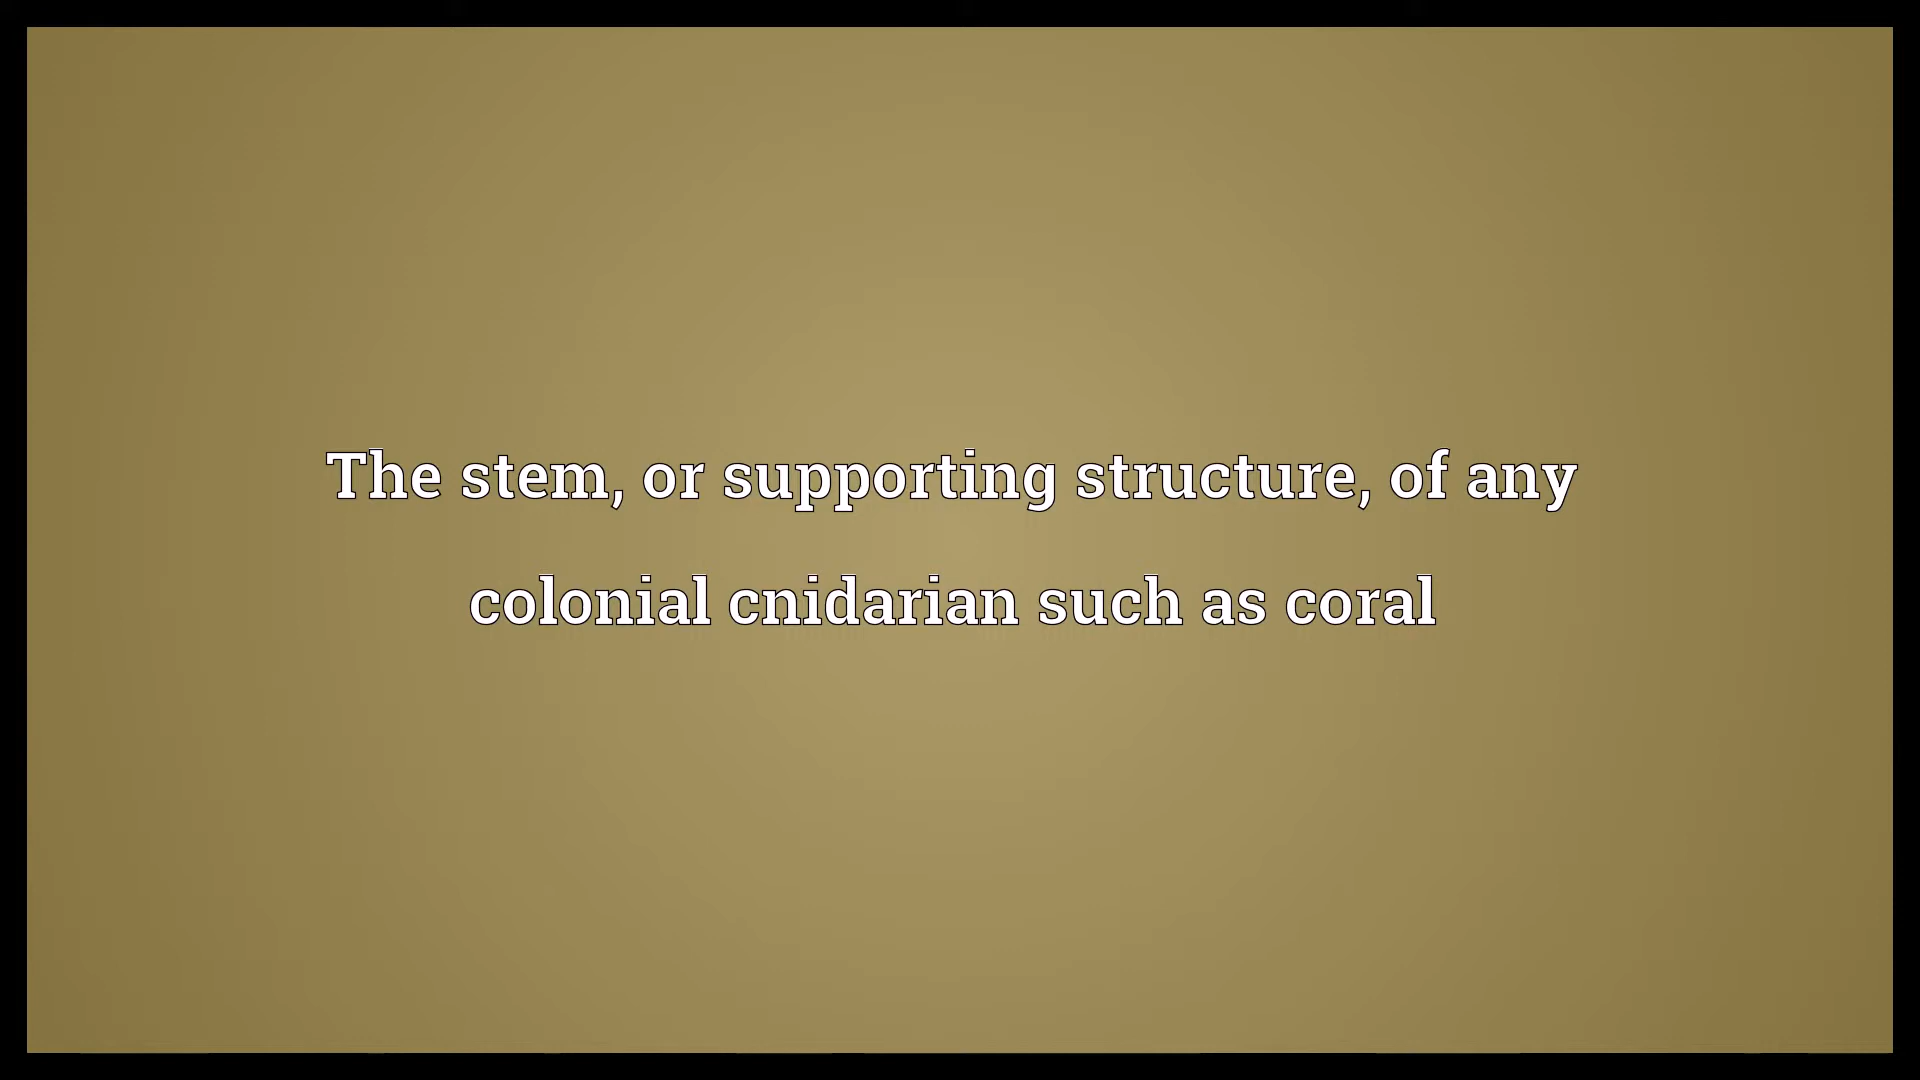 The stem, or supporting structure, of any
colonial cnidarian such as coral